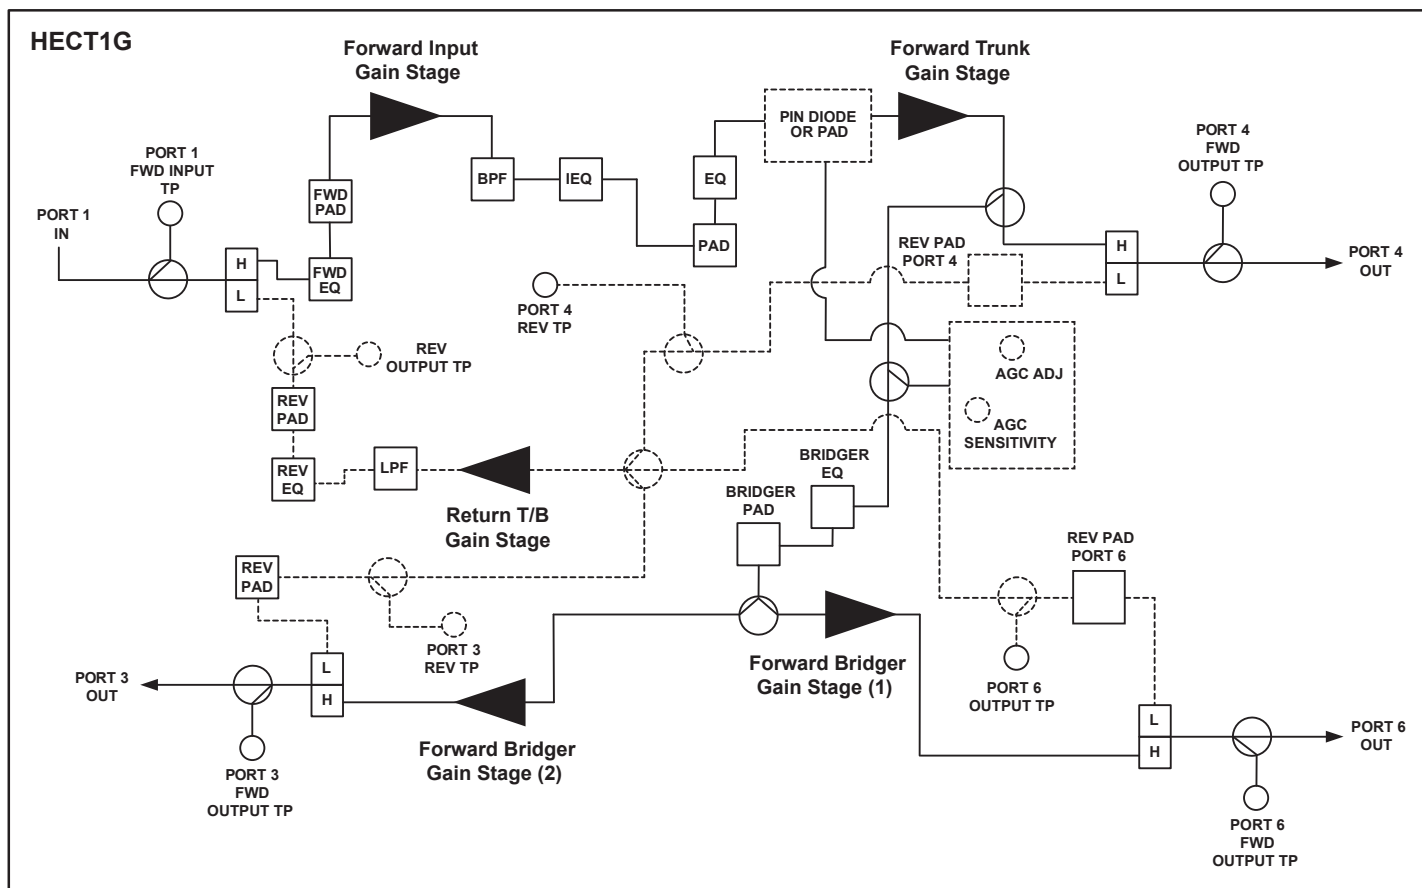 HECT1G
Forward Input
Gain Stage
Forward Trunk
Gain Stage
PIN DIODE
OR PAD
PORT 4
FWD
OUTPUT TP
PORT 1
FWD INPUT
TP
BPF
IEQ
EQ
FWD
PAD
PORT 1
IN
PAD
REV PAD
PORT 4
H
L
FWD
EQ
H
L
PORT 4
OUT
PORT 4
REV TP
REV
OUTPUT TP
AGC ADJ
REV
PAD
AGC
SENSITIVITY
LPF
REV
EQ
BRIDGER
EQ
BRIDGER
PAD
Return T/B
Gain Stage
REV PAD
PORT 6
REV
PAD
PORT 3
REV TP
Forward Bridger
Gain Stage (1)
PORT 6
OUTPUT TP
PORT 3
OUT
L
H
L
H
PORT 6
OUT
Forward Bridger
Gain Stage (2)
PORT 3
FWD
OUTPUT TP
PORT 6
FWD
OUTPUT TP